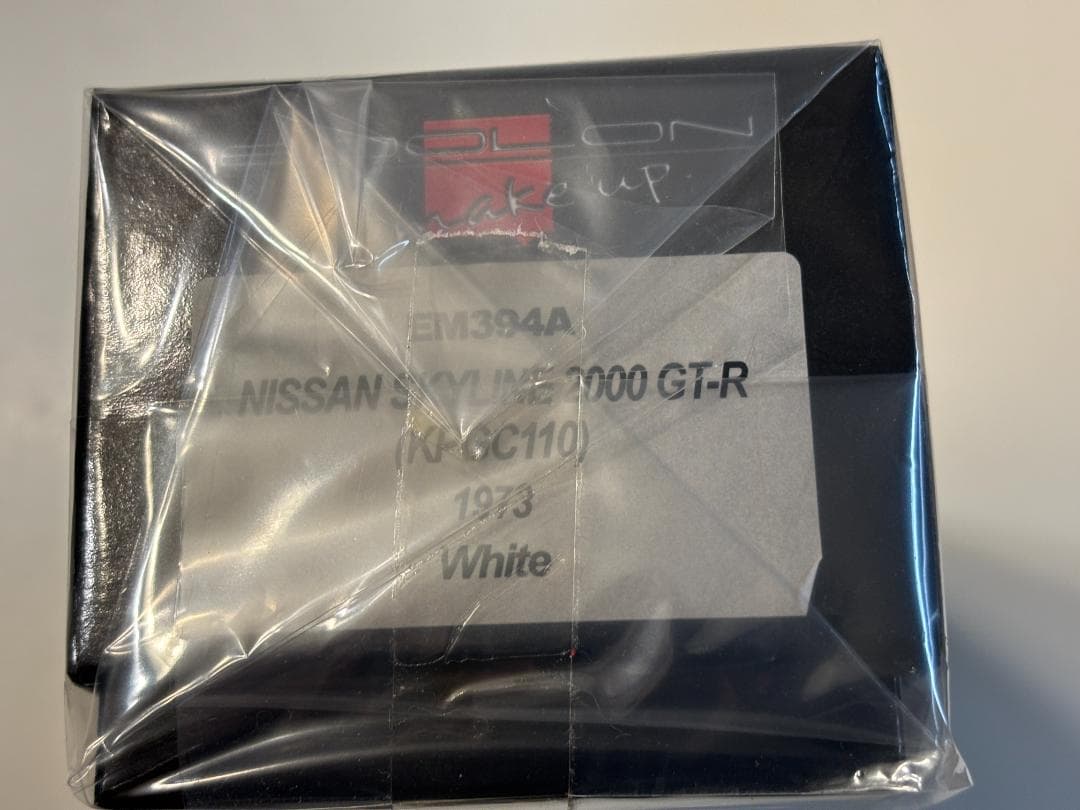 EIDOLON
make up
EM394A
NISSAN SKYLINE 2000 GT-R
(KPGC110)
1973
White